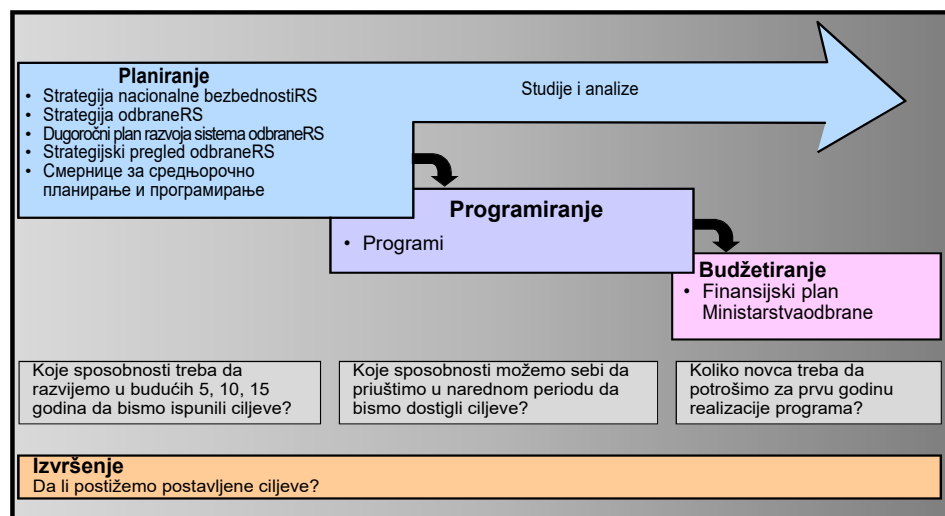 Planiranje
• Strategija nacionalne bezbednostiRS
• Strategija odbraneRS
• Dugoročni plan razvoja sistema odbraneRS
• Strategijski pregled odbraneRS
• Смернице за средњорочно
планирање и програмирање
Studije i analize
Programiranje
• Programi
Budžetiranje
• Finansijski plan
Ministarstvaodbrane
Koje sposobnosti treba da
razvijemo u budućih 5, 10, 15
godina da bismo ispunili ciljeve?
Koje sposobnosti možemo sebi da
priuštimo u narednom periodu da
bismo dostigli ciljeve?
Koliko novca treba da
potrošimo za prvu godinu
realizacije programa?
Izvršenje
Da li postižemo postavljene ciljeve?